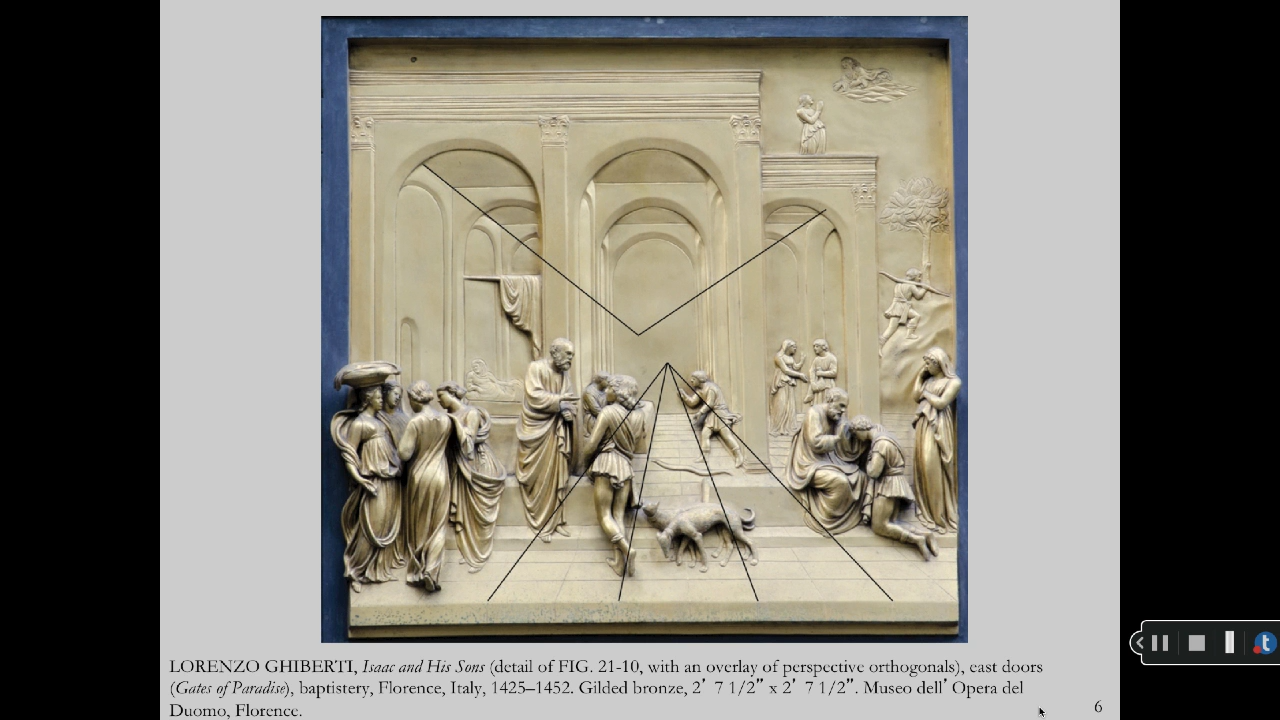 LORENZO GHIBERTI, Isaac and His Sons (detail of FIG. 21-10, with an overlay of perspective orthogonals), east doors
(Gates of Paradise), baptistery, Florence, Italy, 1425–1452. Gilded bronze, 2’ 7 1/2” x 2’ 7 1/2”. Museo dell’ Opera del
Duomo, Florence.
6
t